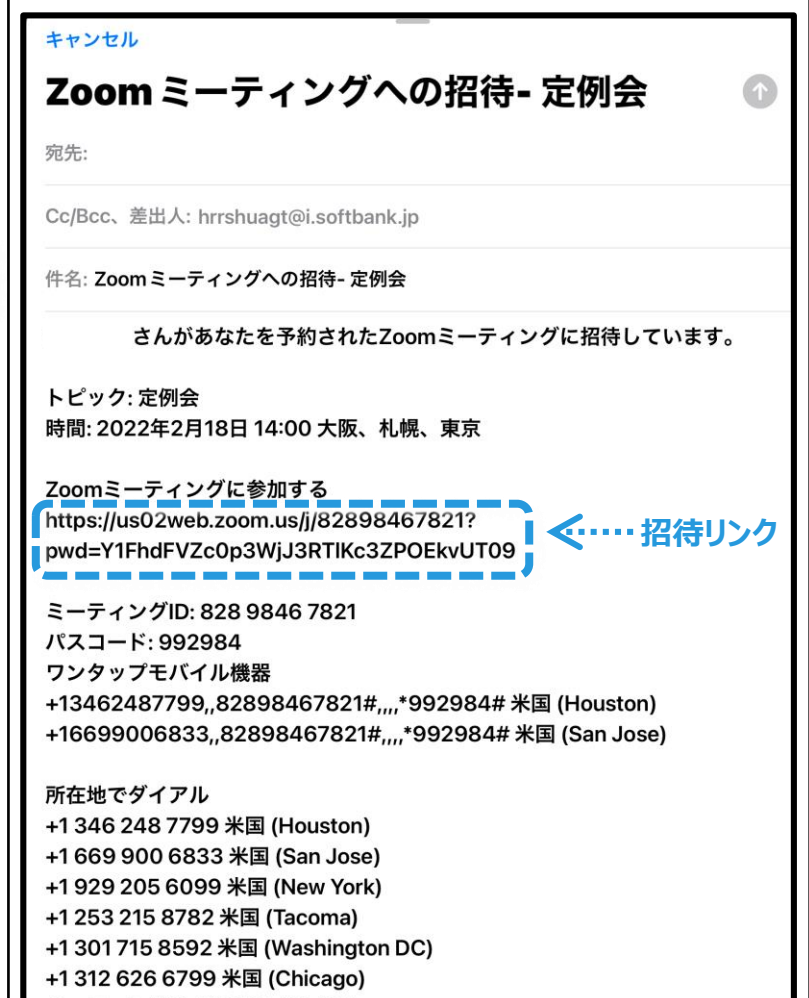 キャンセル
Zoomミーティングへの招待- 定例会
宛先:
Cc/Bcc、差出人: hrrshuagt@i.softbank.jp
件名: Zoomミーティングへの招待- 定例会
さんがあなたを予約されたZoomミーティングに招待しています。
トピック: 定例会
時間: 2022年2月18日 14:00 大阪、札幌、東京
Zoomミーティングに参加する
https://us02web.zoom.us/j/82898467821?
pwd=Y1FhdFVZc0p3WjJ3RTlKc3ZPOEkvUT09
招待リンク
ミーティングID: 828 9846 7821
パスコード: 992984
ワンタップモバイル機器
+13462487799,,82898467821#,,,,*992984# 米国 (Houston)
+16699006833,,82898467821#,,,,*992984# 米国 (San Jose)
所在地でダイアル
+1 346 248 7799 米国 (Houston)
+1 669 900 6833 米国 (San Jose)
+1 929 205 6099 米国 (New York)
+1 253 215 8782 米国 (Tacoma)
+1 301 715 8592 米国 (Washington DC)
+1 312 626 6799 米国 (Chicago)